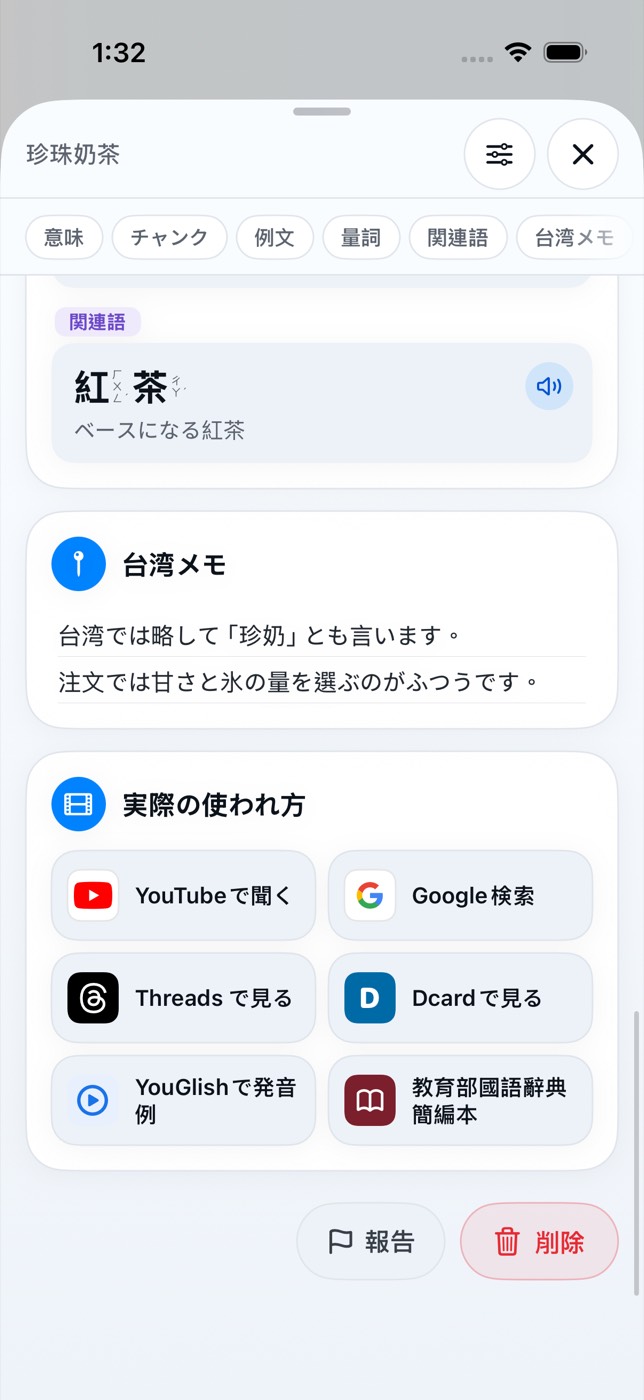 1:32
珍珠奶茶
意味 チャンク 例文 量詞 関連語 台湾メモ
関連語
紅ㄏㄨㄥˊ茶ㄔㄚˊ
ベースになる紅茶
台湾メモ
台湾では略して「珍奶」とも言います。
注文では甘さと氷の量を選ぶのがふつうです。
実際の使われ方
YouTubeで聞く
Google検索
Threads で見る
D Dcardで見る
YouGlishで発音
例
教育部國語辭典
簡編本
報告 削除